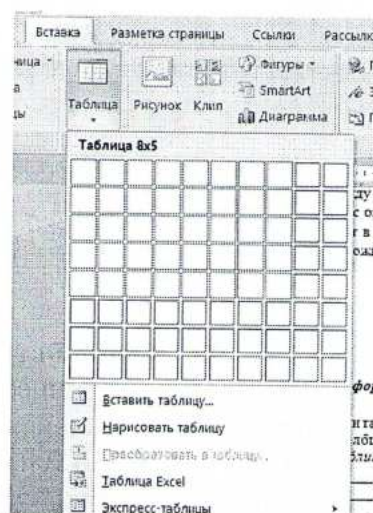 Вставка Разметка страницы Ссылки
Фигуры
SmartArt
Таблица Рисунок Клип
Диаграмма
Таблица 8x5
Вставить таблицу...
Нарисовать таблицу
Преобразовать в таблицу...
Таблица Excel
Экспресс-таблицы